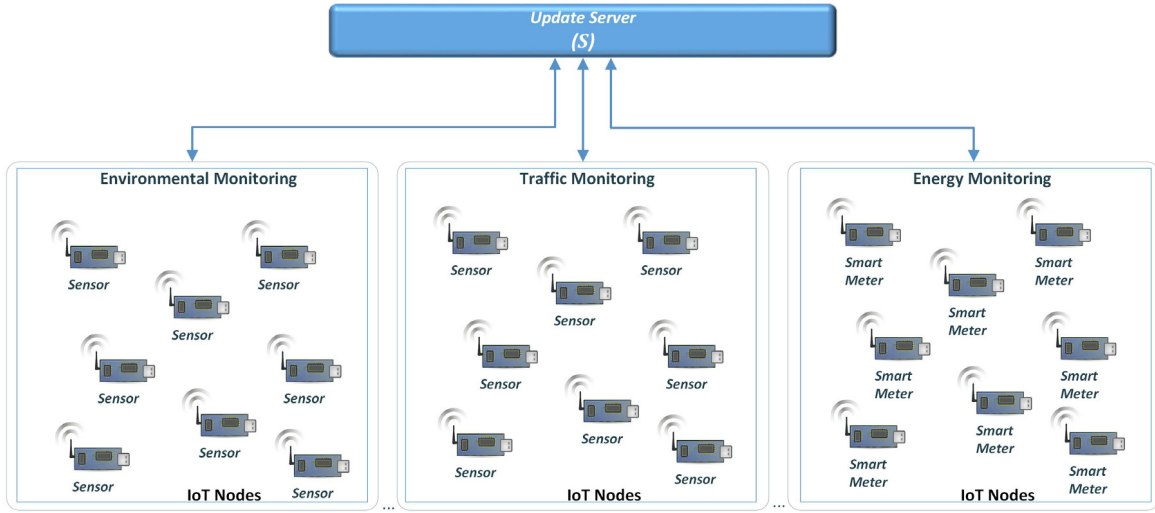 Update Server
(S)
Environmental Monitoring
Sensor
Sensor
Sensor
Sensor
Sensor
Sensor
Sensor
Sensor
IoT Nodes
...
Traffic Monitoring
Sensor
Sensor
Sensor
Sensor
Sensor
Sensor
Sensor
Sensor
IoT Nodes
...
Energy Monitoring
Smart
Meter
Smart
Meter
Smart
Meter
Smart
Meter
Smart
Meter
Smart
Meter
Smart
Meter
Smart
Meter
IoT Nodes